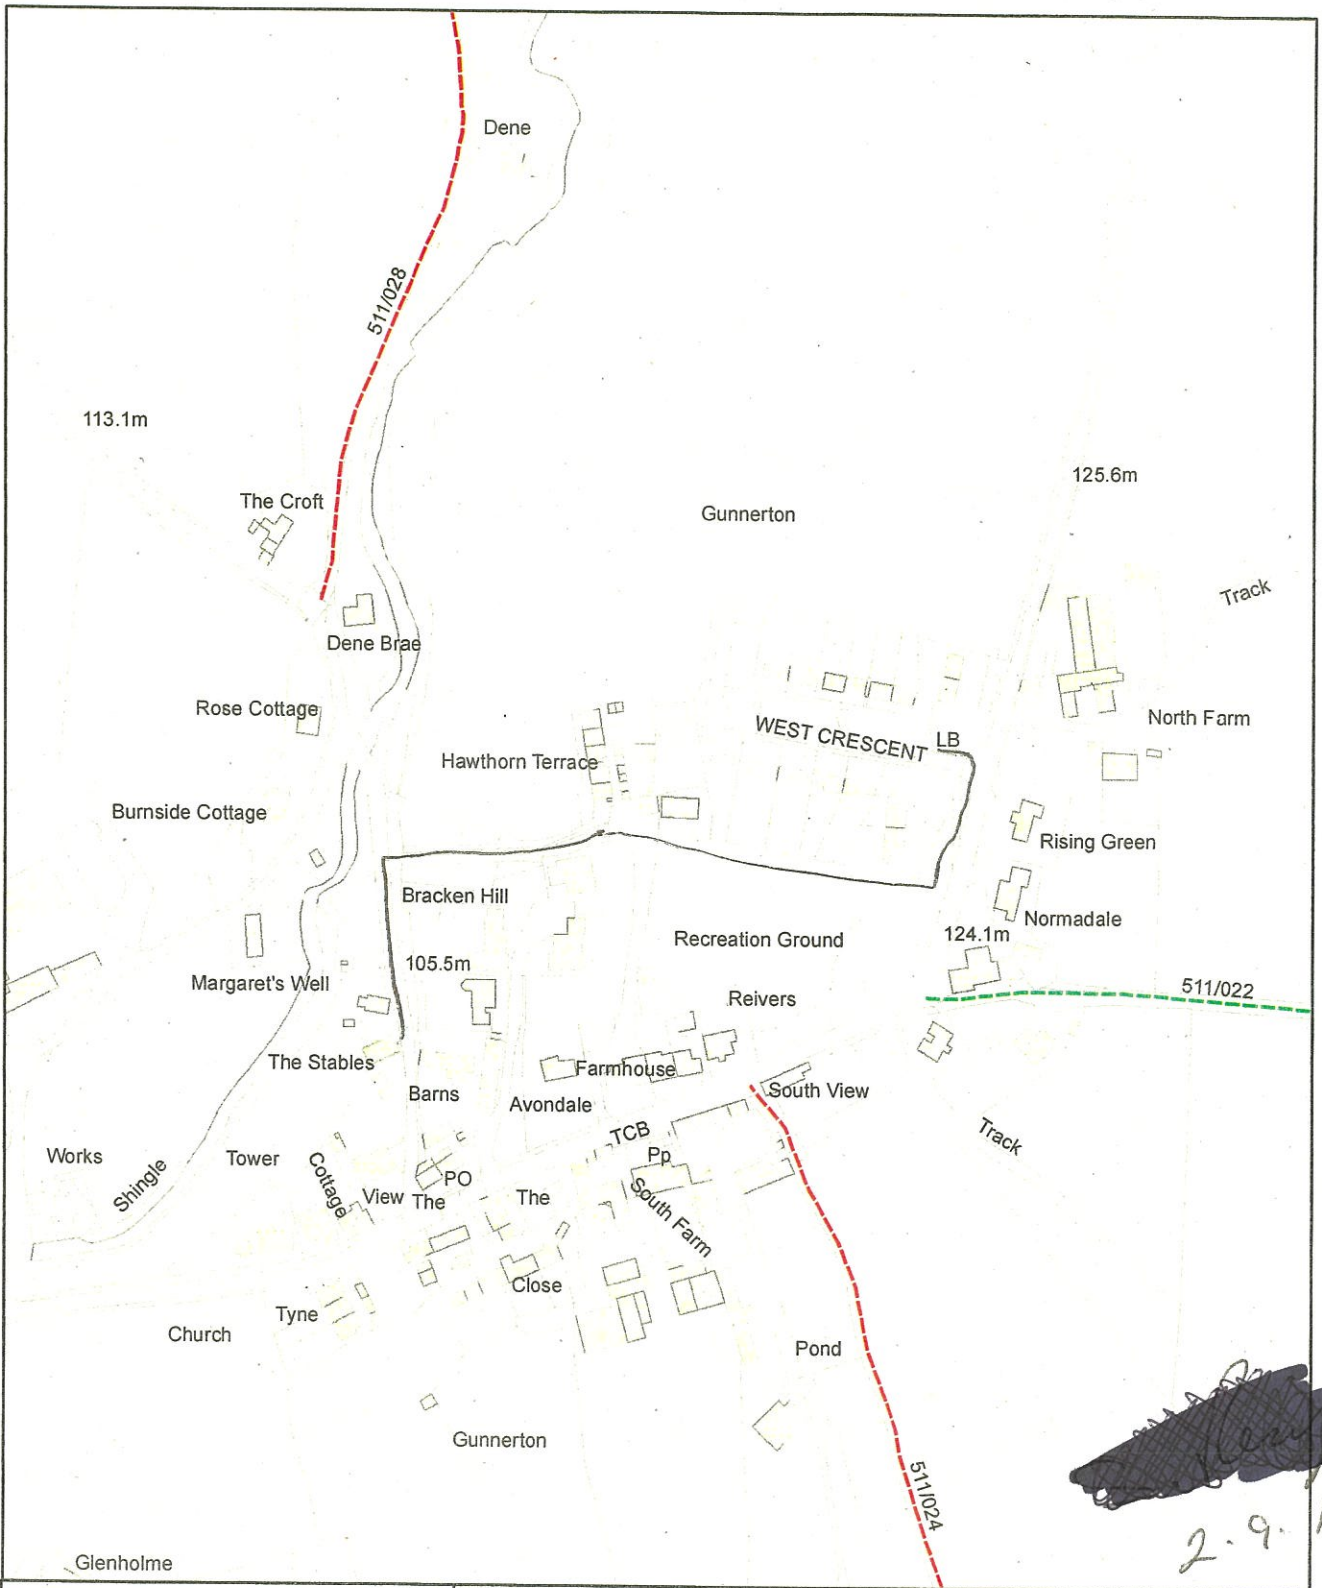 Dene
511/028
113.1m
125.6m
The Croft
Gunnerton
Track
Dene Brae
Rose Cottage
North Farm
WEST CRESCENT
LB
Hawthorn Terrace
Burnside Cottage
Rising Green
Bracken Hill
Normadale
124.1m
Recreation Ground
105.5m
Margaret's Well
511/022
Reivers
The Stables
Farmhouse
South View
Barns
Avondale
TCB
Track
Works
Tower
Pp
Shingle
Cottage
PO
View
The
The
South Farm
Close
Tyne
Church
Pond
Gunnerton
511/024
2.9.
Glenholme